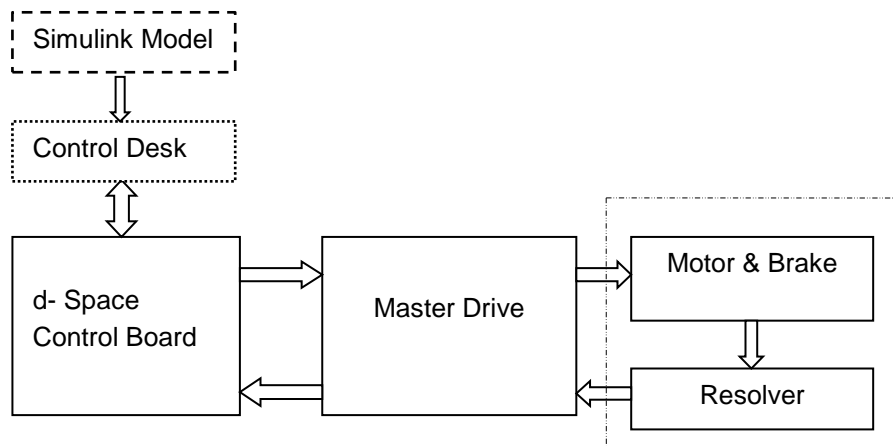 Simulink Model
Control Desk
d- Space
Control Board
Master Drive
Motor & Brake
Resolver